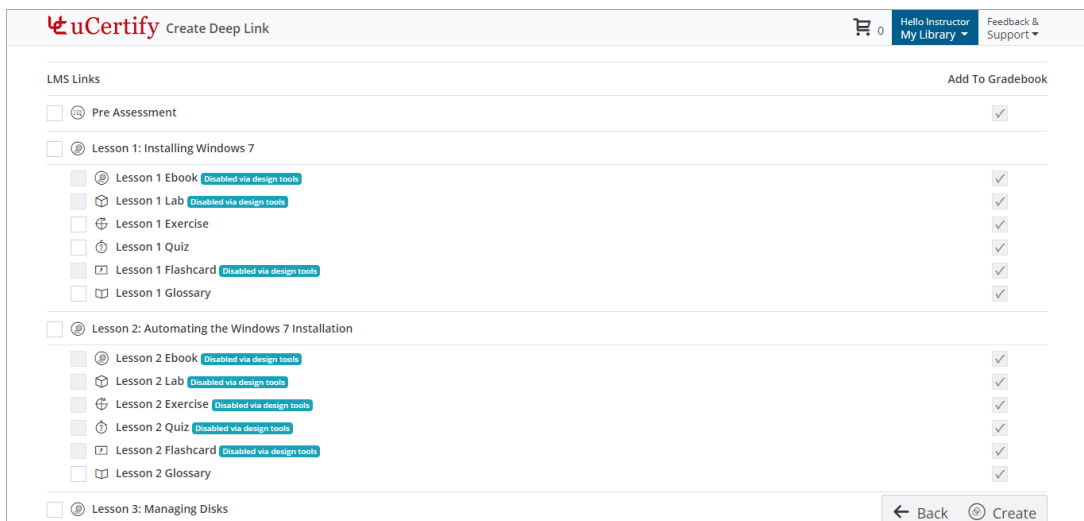 uCertify Create Deep Link
0
Hello Instructor
My Library
Feedback &
Support
LMS Links
Add To Gradebook
Pre Assessment
Lesson 1: Installing Windows 7
Lesson 1 Ebook Disabled via design tools
Lesson 1 Lab Disabled via design tools
Lesson 1 Exercise
Lesson 1 Quiz
Lesson 1 Flashcard Disabled via design tools
Lesson 1 Glossary
Lesson 2: Automating the Windows 7 Installation
Lesson 2 Ebook Disabled via design tools
Lesson 2 Lab Disabled via design tools
Lesson 2 Exercise Disabled via design tools
Lesson 2 Quiz Disabled via design tools
Lesson 2 Flashcard Disabled via design tools
Lesson 2 Glossary
Lesson 3: Managing Disks
Back
Create